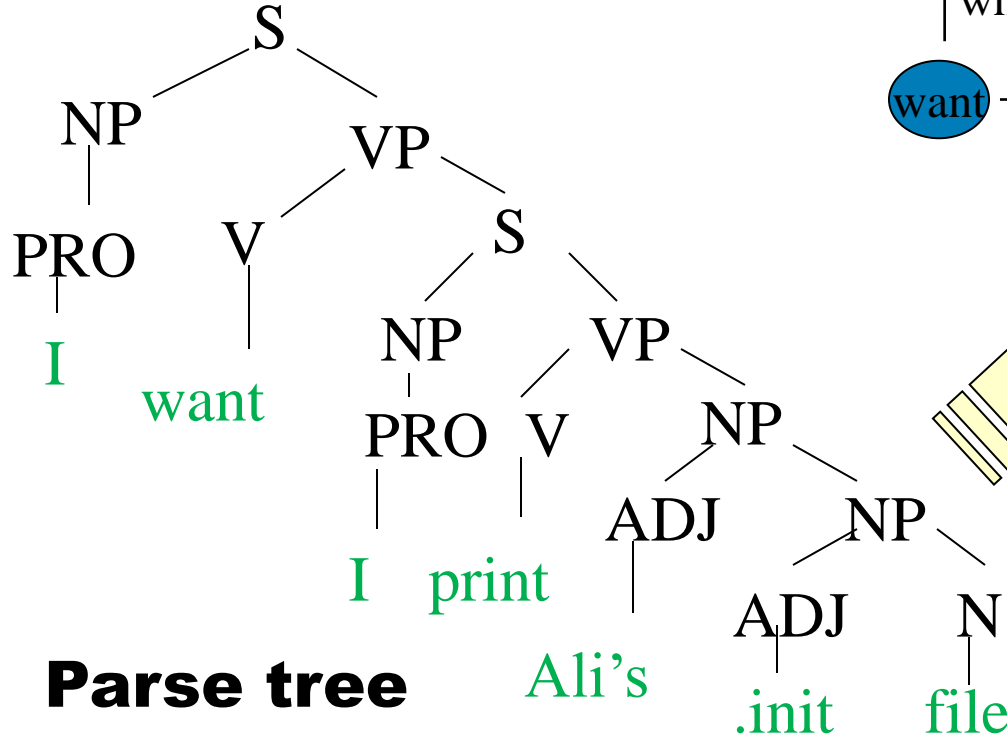 S
NP
VP
want
PRO
V
S
I
want
NP
VP
PRO
V
NP
ADJ
NP
I
print
ADJ
N
Parse tree
Ali's
.init
file